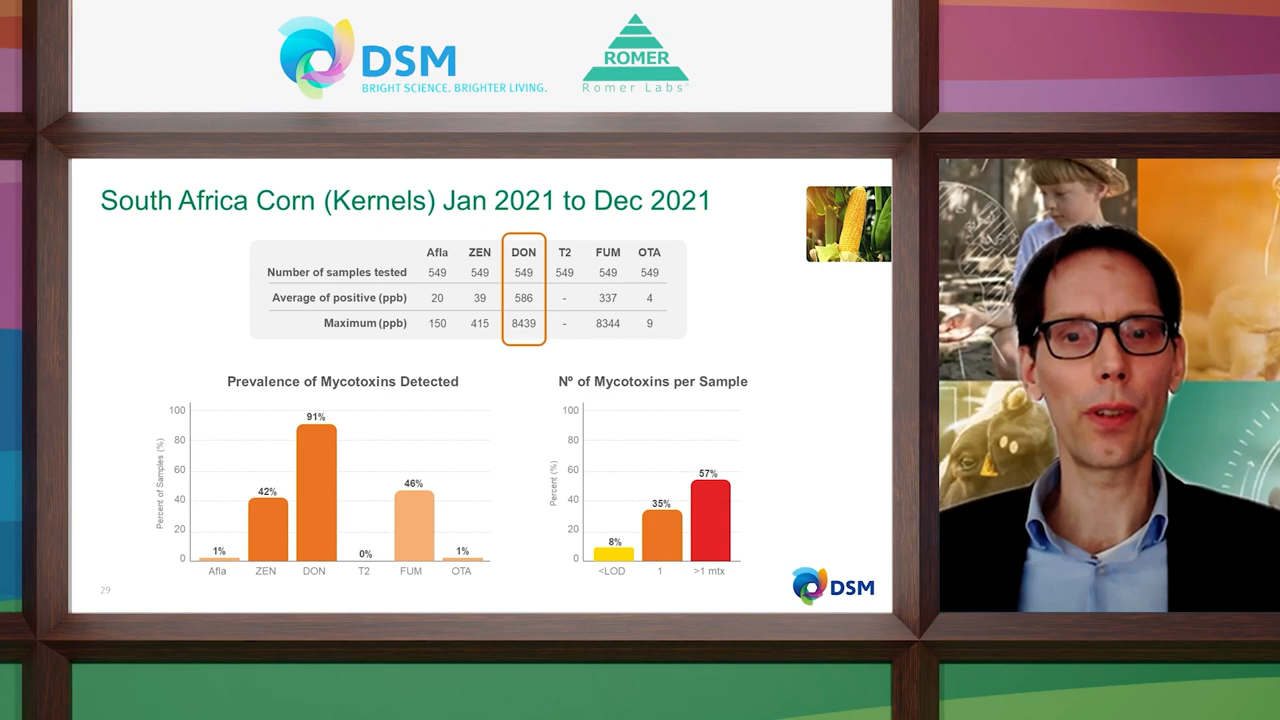 DSM
BRIGHT SCIENCE. BRIGHTER LIVING.
ROMER
Romer Labs®
South Africa Corn (Kernels) Jan 2021 to Dec 2021
Afla ZEN DON T2 FUM OTA
Number of samples tested 549 549 549 549 549 549
Average of positive (ppb) 20 39 586 - 337 4
Maximum (ppb) 150 415 8439 - 8344 9
Prevalence of Mycotoxins Detected
Percent of Samples (%)
100
80
60
40
20
0
1%
42%
91%
0%
46%
1%
Afla ZEN DON T2 FUM OTA
Nº of Mycotoxins per Sample
Percent (%)
100
80
60
40
20
0
8%
35%
57%
<LOD 1 >1 mtx
29
DSM